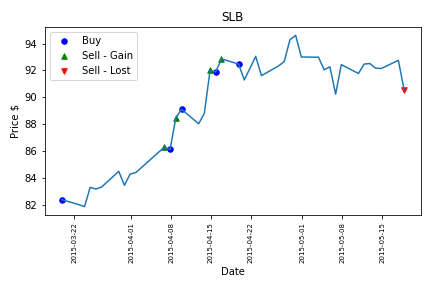 SLB
Buy
Sell - Gain
Sell - Lost
Price $
94
92
90
88
86
84
82
2015-03-22
2015-04-01
2015-04-08
2015-04-15
2015-04-22
2015-05-01
2015-05-08
2015-05-15
Date